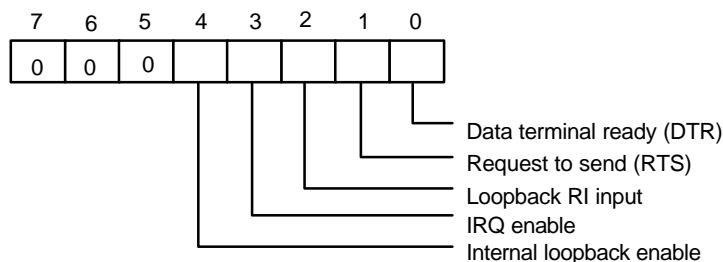 7 6 5 4 3 2 1 0
0 0 0
Data terminal ready (DTR)
Request to send (RTS)
Loopback RI input
IRQ enable
Internal loopback enable